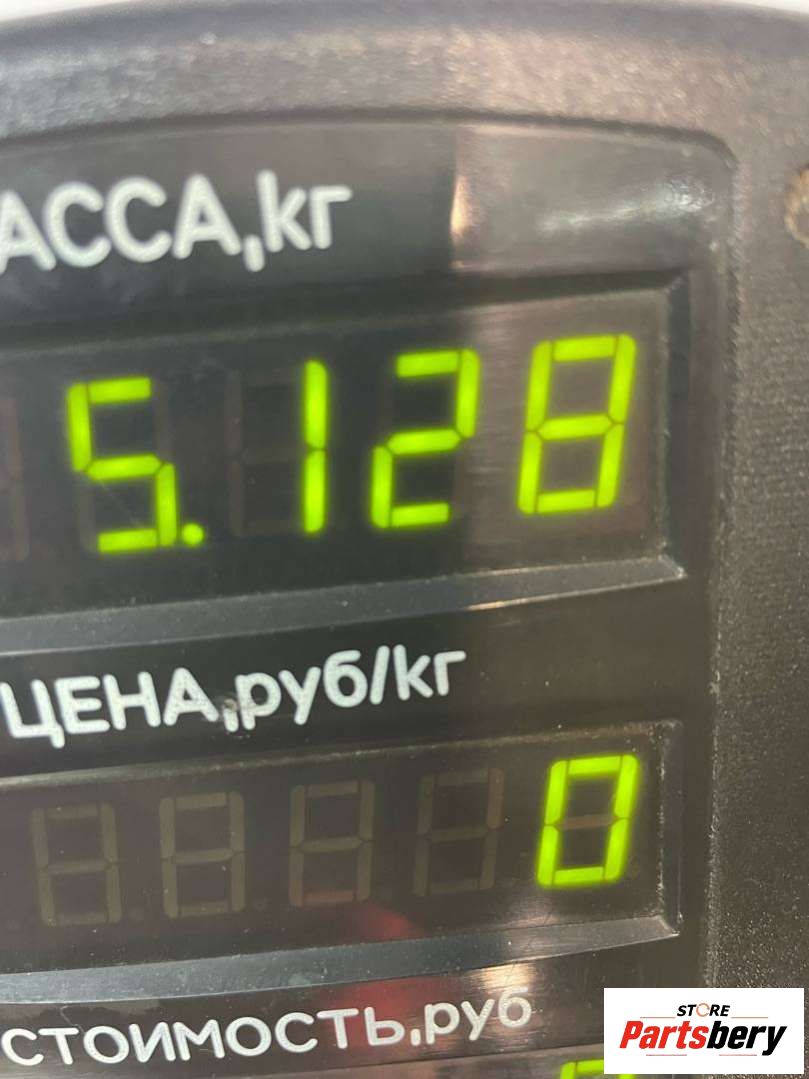 АССА,кг
5.128
ЦЕНА,руб/кг
0
СТОИМОСТЬ,руб
STORE
Partsbery